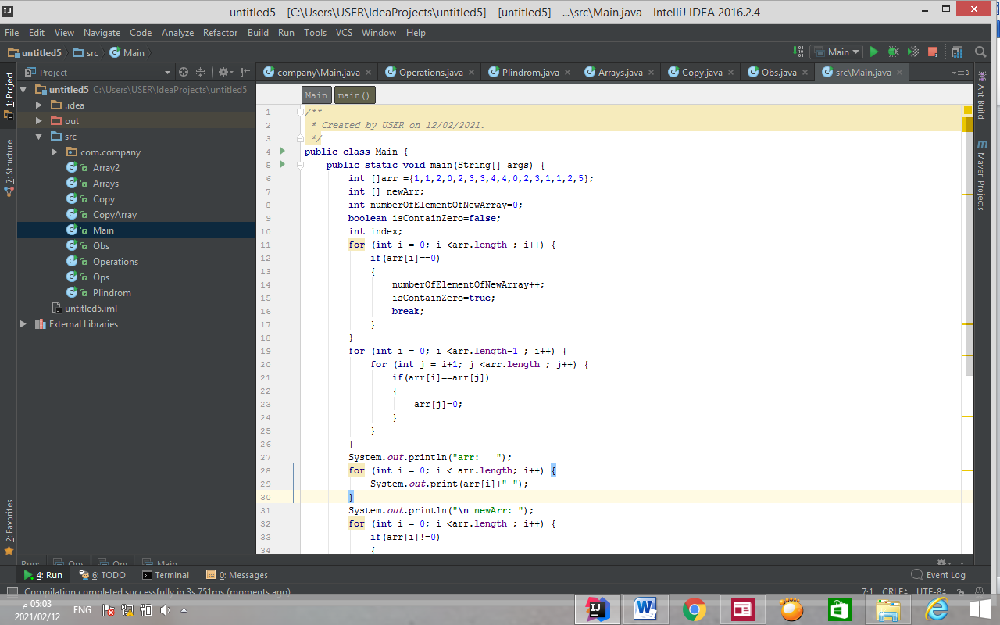 untitled5 - [C:\Users\USER\IdeaProjects\untitled5] - [untitled5] - ...\src\Main.java - IntelliJ IDEA 2016.2.4
File Edit View Navigate Code Analyze Refactor Build Run Tools VCS Window Help
untitled5 src Main
Main
Project
company\Main.java Operations.java Plindrom.java Arrays.java Copy.java Obs.java src\Main.java
1: Project
7: Structure
2: Favorites
untitled5 C:\Users\USER\IdeaProjects\untitled5
.idea
out
src
com.company
Array2
Arrays
Copy
CopyArray
Main
Obs
Operations
Ops
Plindrom
untitled5.iml
External Libraries
Main main()
1 /**
2 * Created by USER on 12/02/2021.
3 */
4 public class Main {
5 public static void main(String[] args) {
6 int []arr ={1,1,2,0,2,3,3,4,4,0,2,3,1,1,2,5};
7 int [] newArr;
8 int numberOfElementOfNewArray=0;
9 boolean isContainZero=false;
10 int index;
11 for (int i = 0; i <arr.length ; i++) {
12 if(arr[i]==0)
13 {
14 numberOfElementOfNewArray++;
15 isContainZero=true;
16 break;
17 }
18 }
19 for (int i = 0; i <arr.length-1 ; i++) {
20 for (int j = i+1; j <arr.length ; j++) {
21 if(arr[i]==arr[j])
22 {
23 arr[j]=0;
24 }
25 }
26 }
27 System.out.println("arr:   ");
28 for (int i = 0; i < arr.length; i++) {
29 System.out.print(arr[i]+" ");
30 }
31 System.out.println("\n newArr: ");
32 for (int i = 0; i <arr.length ; i++) {
33 if(arr[i]!=0)
34 {
Ant Build
Maven Projects
Run: Ops Ops Main
4: Run 6: TODO Terminal 0: Messages Event Log
Compilation completed successfully in 3s 751ms (moments ago) 7:1 CRLF UTF-8
05:03 م
2021/02/12
ENG